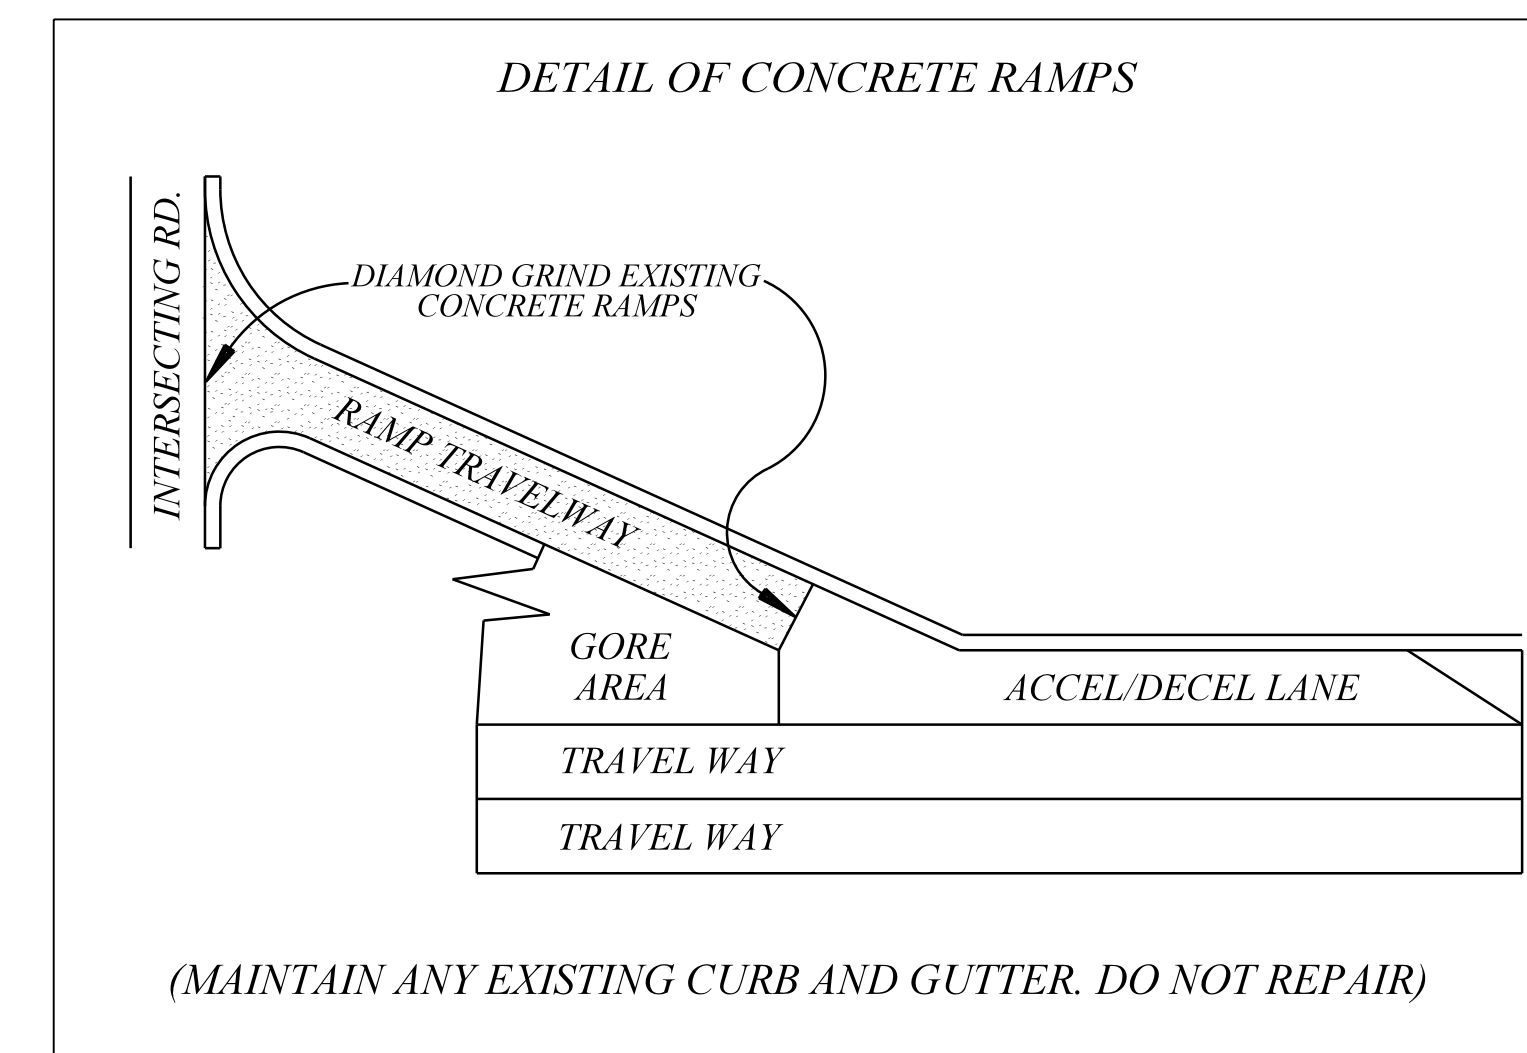 DETAIL OF CONCRETE RAMPS
INTERSECTING RD.
DIAMOND GRIND EXISTING
CONCRETE RAMPS
RAMP TRAVELWAY
GORE
AREA
ACCEL/DECEL LANE
TRAVEL WAY
TRAVEL WAY
(MAINTAIN ANY EXISTING CURB AND GUTTER. DO NOT REPAIR)